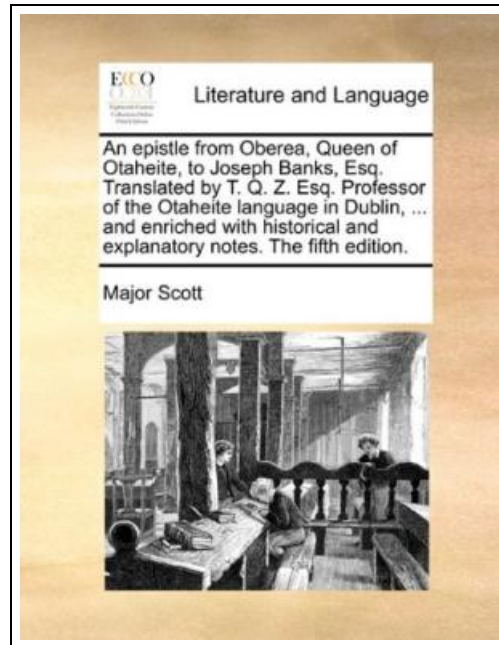 ECCO
Literature and Language
An epistle from Oberea, Queen of
Otaheite, to Joseph Banks, Esq.
Translated by T. Q. Z. Esq. Professor
of the Otaheite language in Dublin, ...
and enriched with historical and
explanatory notes. The fifth edition.
Major Scott